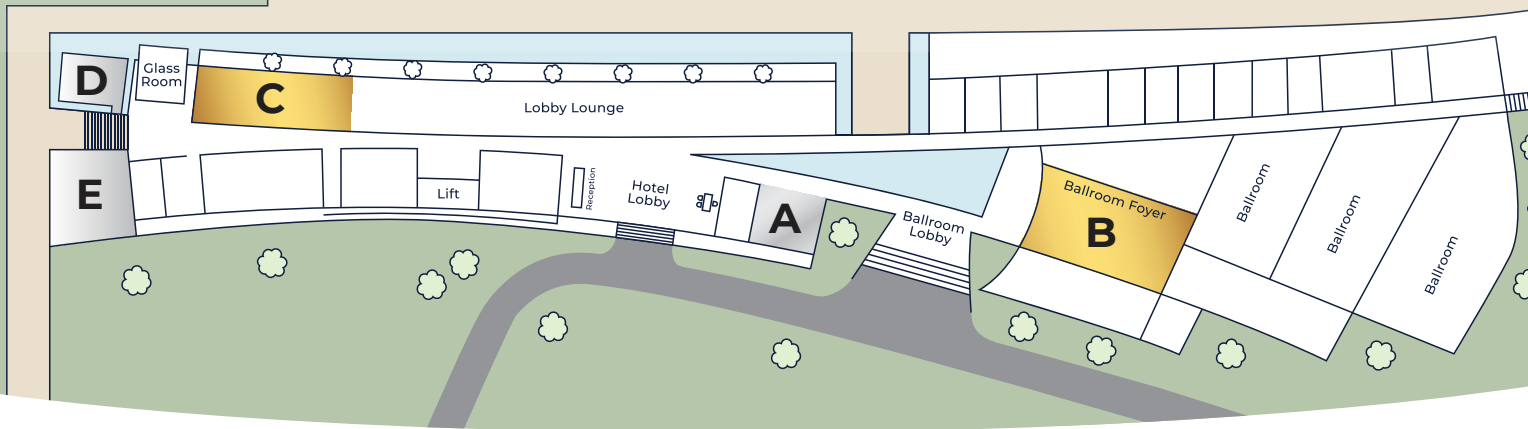 D
Glass
Room
C
Lobby Lounge
E
Lift
Reception
Hotel
Lobby
A
Ballroom
Lobby
Ballroom Foyer
B
Ballroom
Ballroom
Ballroom